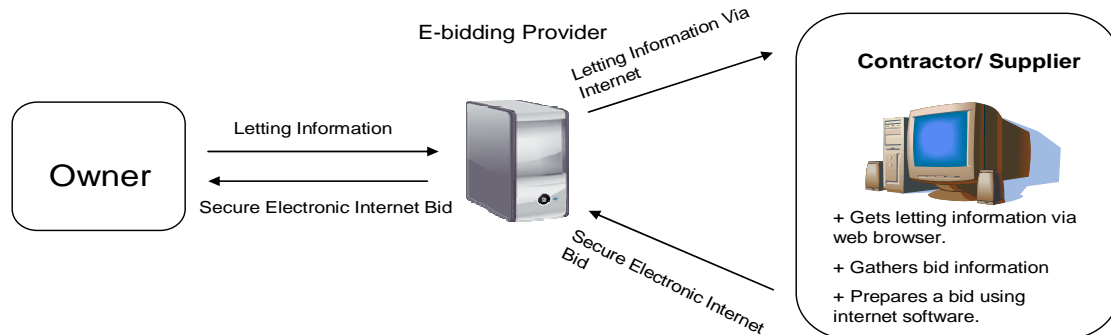 E-bidding Provider
Letting Information Via
Internet
Contractor/ Supplier
Letting Information
Owner
Secure Electronic Internet Bid
Secure Electronic Internet
Bid
+ Gets letting information via
web browser.
+ Gathers bid information
+ Prepares a bid using
internet software.